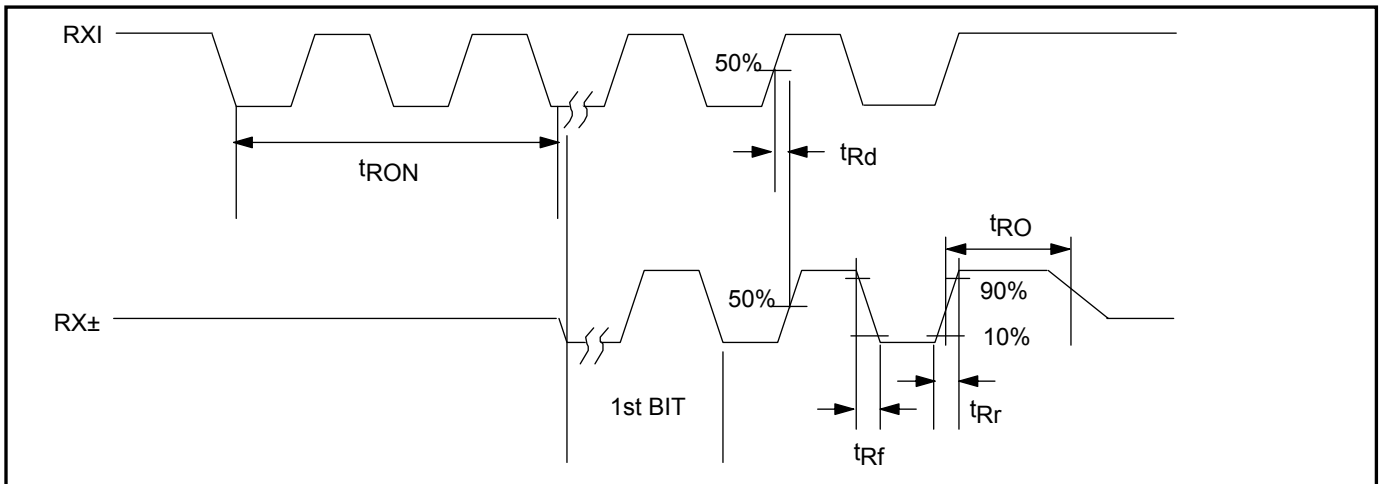 RXI
50%
tRON
tRd
tRO
50%
90%
RX±
10%
1st BIT
tRr
tRf